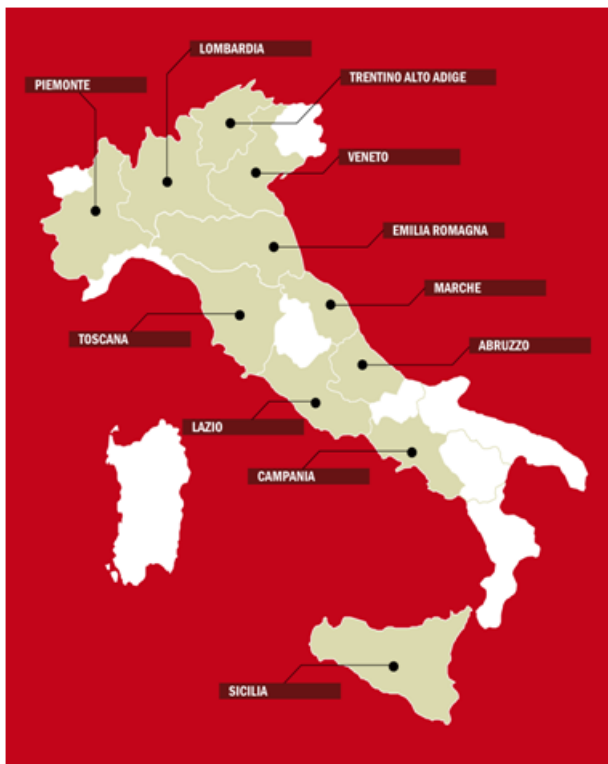 LOMBARDIA
TRENTINO ALTO ADIGE
PIEMONTE
VENETO
EMILIA ROMAGNA
MARCHE
TOSCANA
ABRUZZO
LAZIO
CAMPANIA
SICILIA